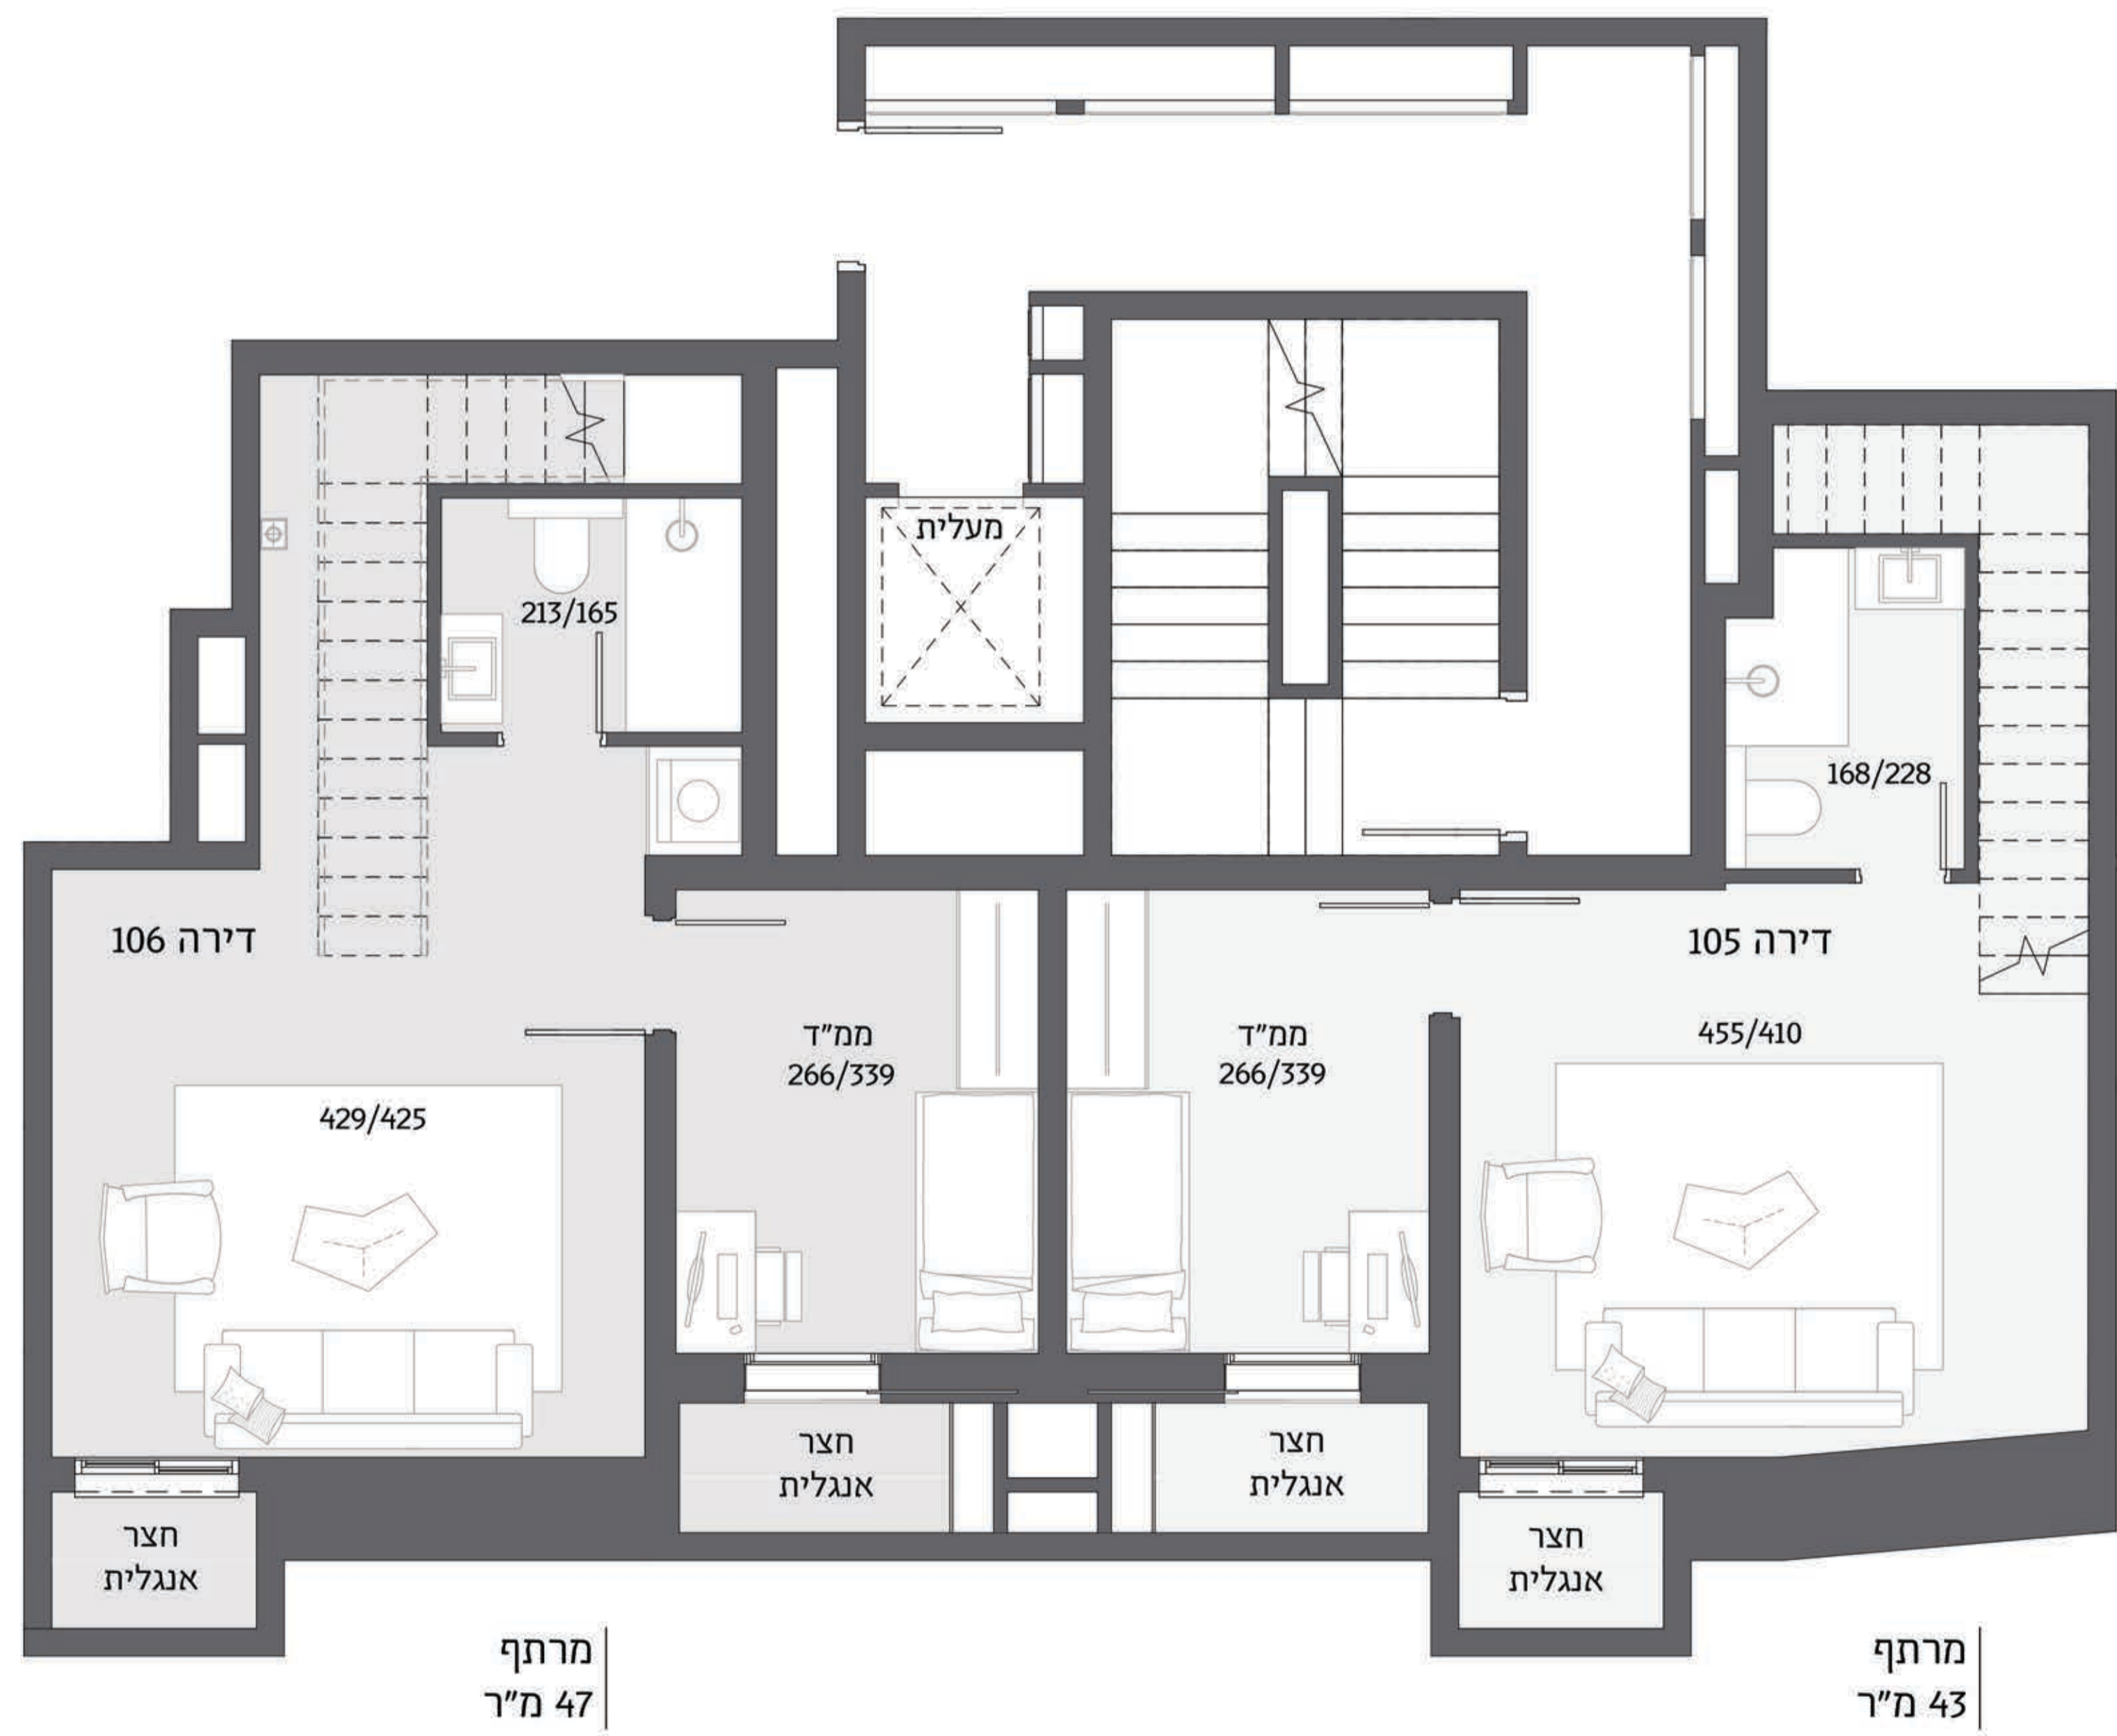 מעלית
213/165
168/228
דירה 106
דירה 105
ממ"ד
266/339
ממ"ד
266/339
455/410
429/425
חצר
אנגלית
חצר
אנגלית
חצר
אנגלית
חצר
אנגלית
מרתף
47 מ"ר
מרתף
43 מ"ר